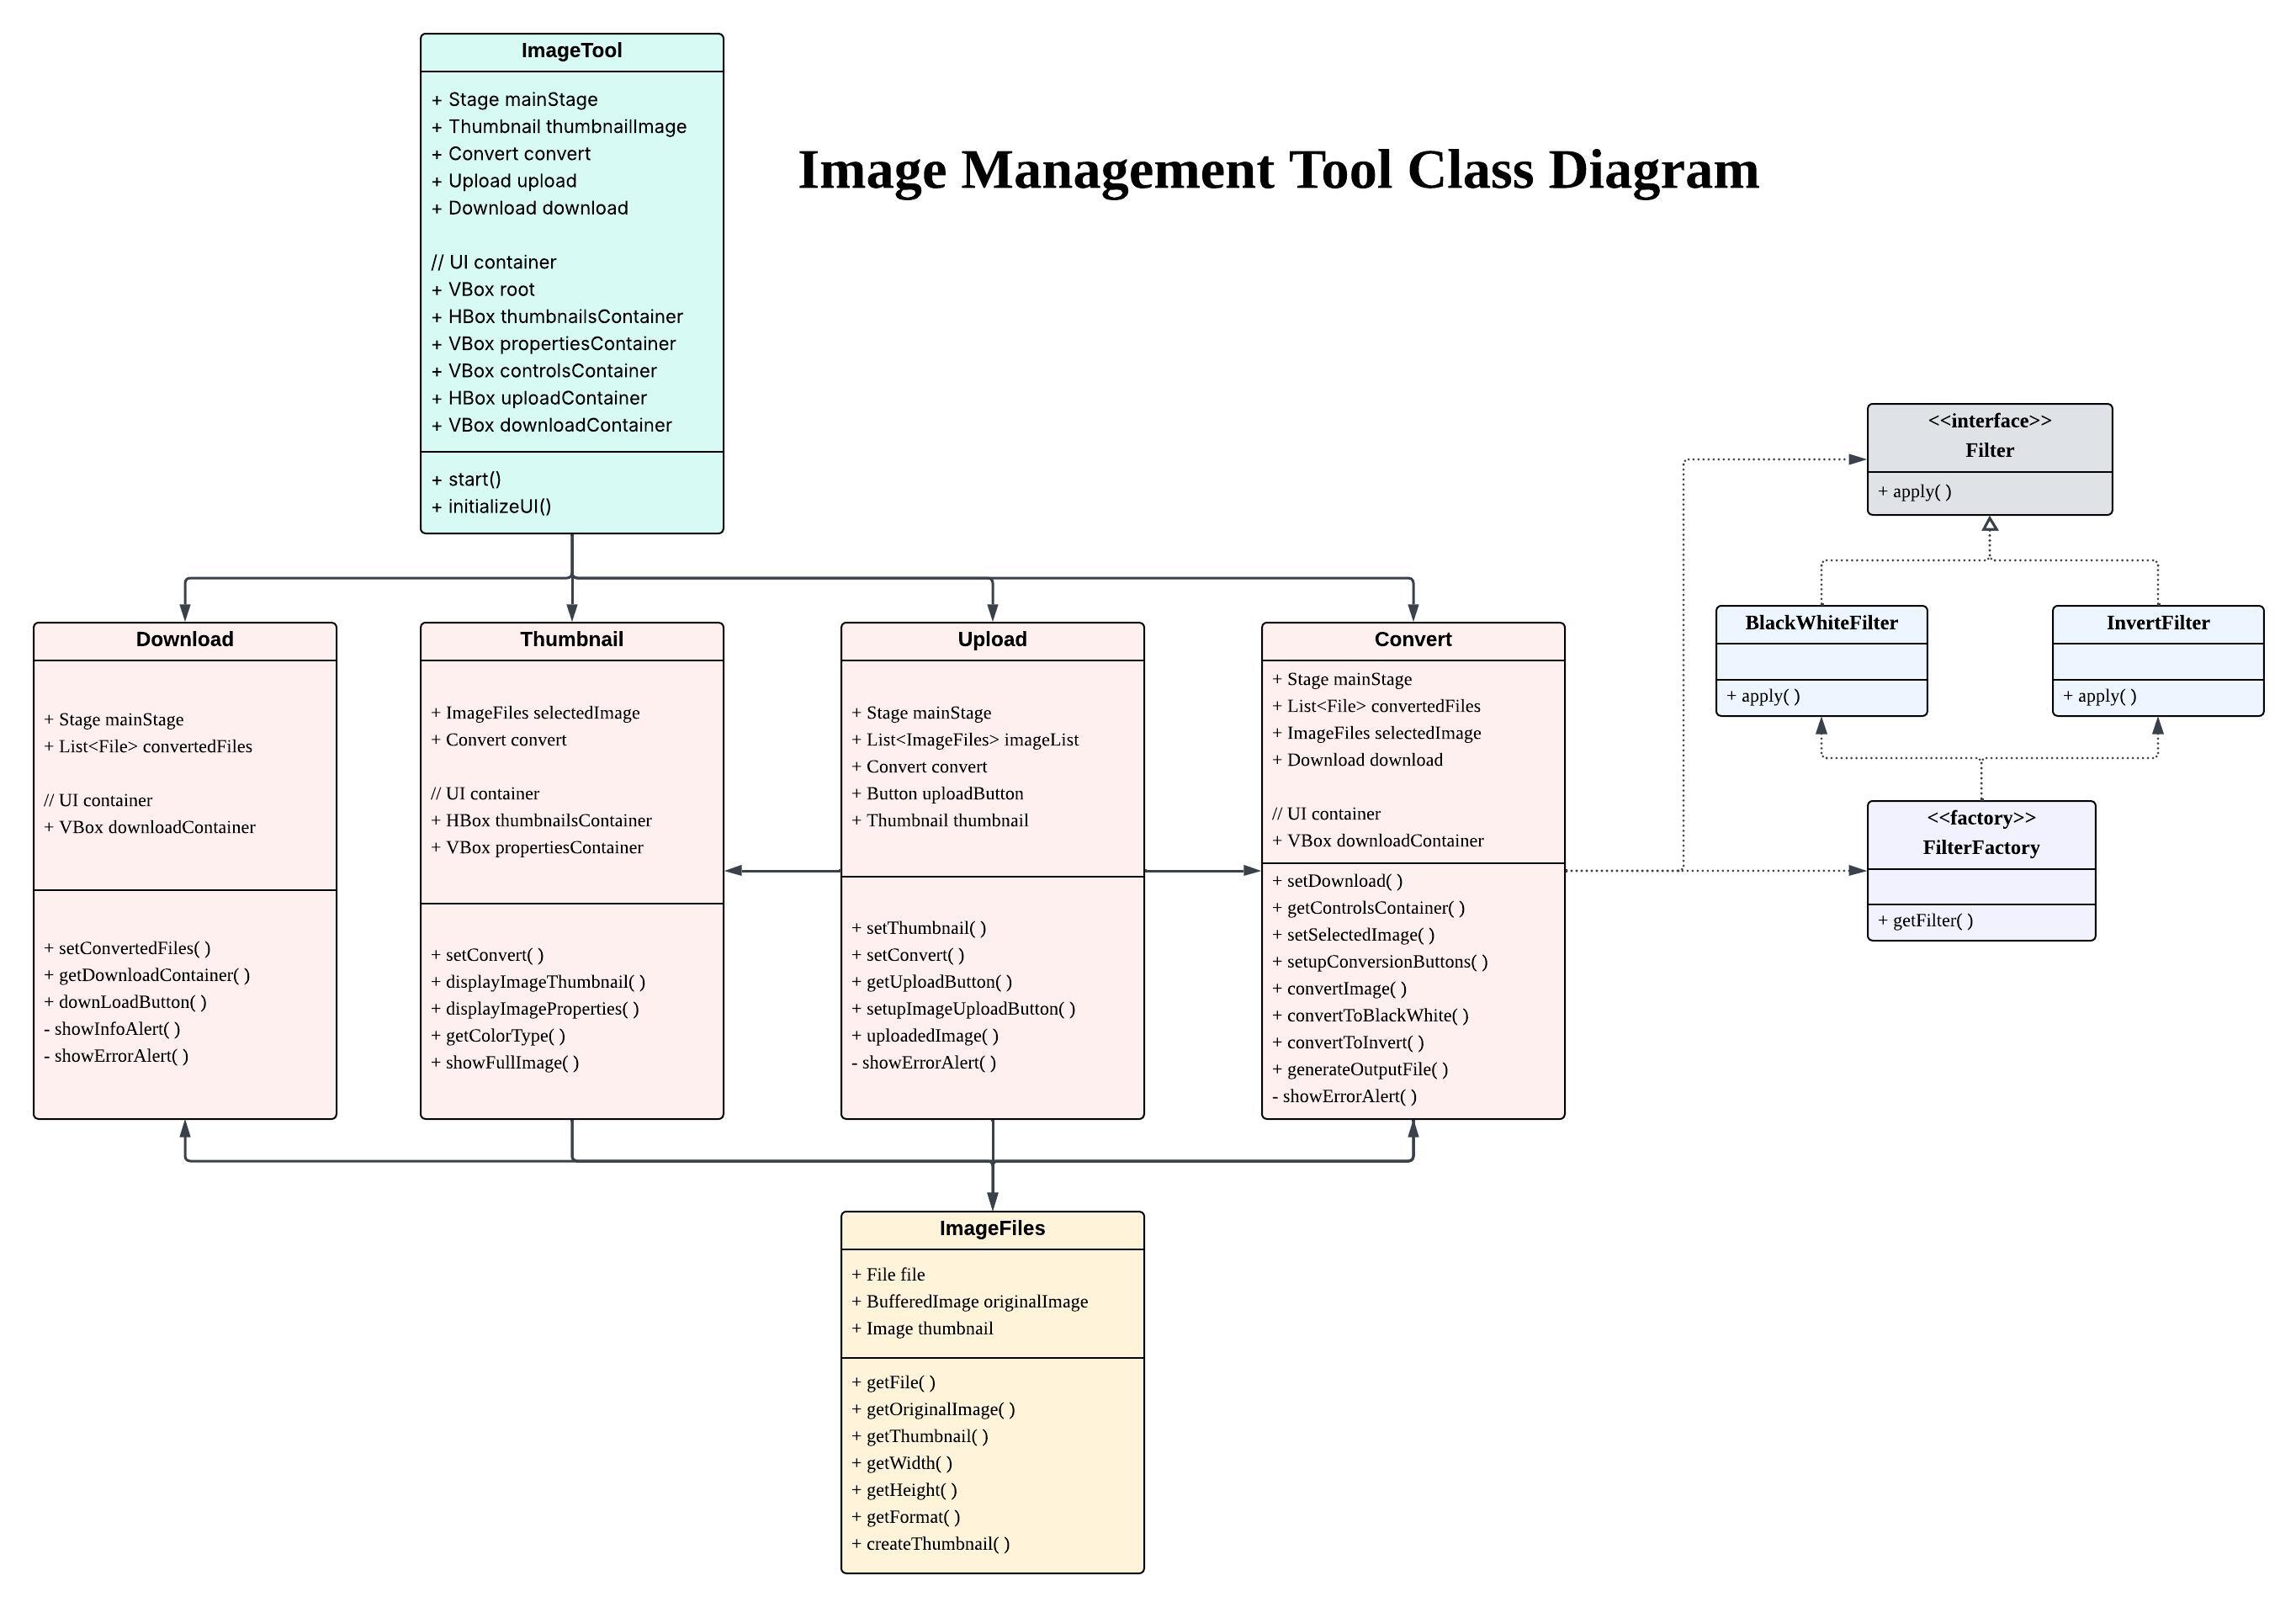 ImageTool
+ Stage mainStage
+ Thumbnail thumbnailImage
+ Convert convert
+ Upload upload
+ Download download
// UI container
+ VBox root
+ HBox thumbnailsContainer
+ VBox propertiesContainer
+ VBox controlsContainer
+ HBox uploadContainer
+ VBox downloadContainer
+ start()
+ initializeUI()
Image Management Tool Class Diagram
<<interface>>
Filter
+ apply( )
BlackWhiteFilter
+ apply( )
InvertFilter
+ apply( )
<<factory>>
FilterFactory
+ getFilter( )
Download
+ Stage mainStage
+ List<File> convertedFiles
// UI container
+ VBox downloadContainer
+ setConvertedFiles( )
+ getDownloadContainer( )
+ downLoadButton( )
- showInfoAlert( )
- showErrorAlert( )
Thumbnail
+ ImageFiles selectedImage
+ Convert convert
// UI container
+ HBox thumbnailsContainer
+ VBox propertiesContainer
+ setConvert( )
+ displayImageThumbnail( )
+ displayImageProperties( )
+ getColorType( )
+ showFullImage( )
Upload
+ Stage mainStage
+ List<ImageFiles> imageList
+ Convert convert
+ Button uploadButton
+ Thumbnail thumbnail
+ setThumbnail( )
+ setConvert( )
+ getUploadButton( )
+ setupImageUploadButton( )
+ uploadedImage( )
- showErrorAlert( )
Convert
+ Stage mainStage
+ List<File> convertedFiles
+ ImageFiles selectedImage
+ Download download
// UI container
+ VBox downloadContainer
+ setDownload( )
+ getControlsContainer( )
+ setSelectedImage( )
+ setupConversionButtons( )
+ convertImage( )
+ convertToBlackWhite( )
+ convertToInvert( )
+ generateOutputFile( )
- showErrorAlert( )
ImageFiles
+ File file
+ BufferedImage originalImage
+ Image thumbnail
+ getFile( )
+ getOriginalImage( )
+ getThumbnail( )
+ getWidth( )
+ getHeight( )
+ getFormat( )
+ createThumbnail( )